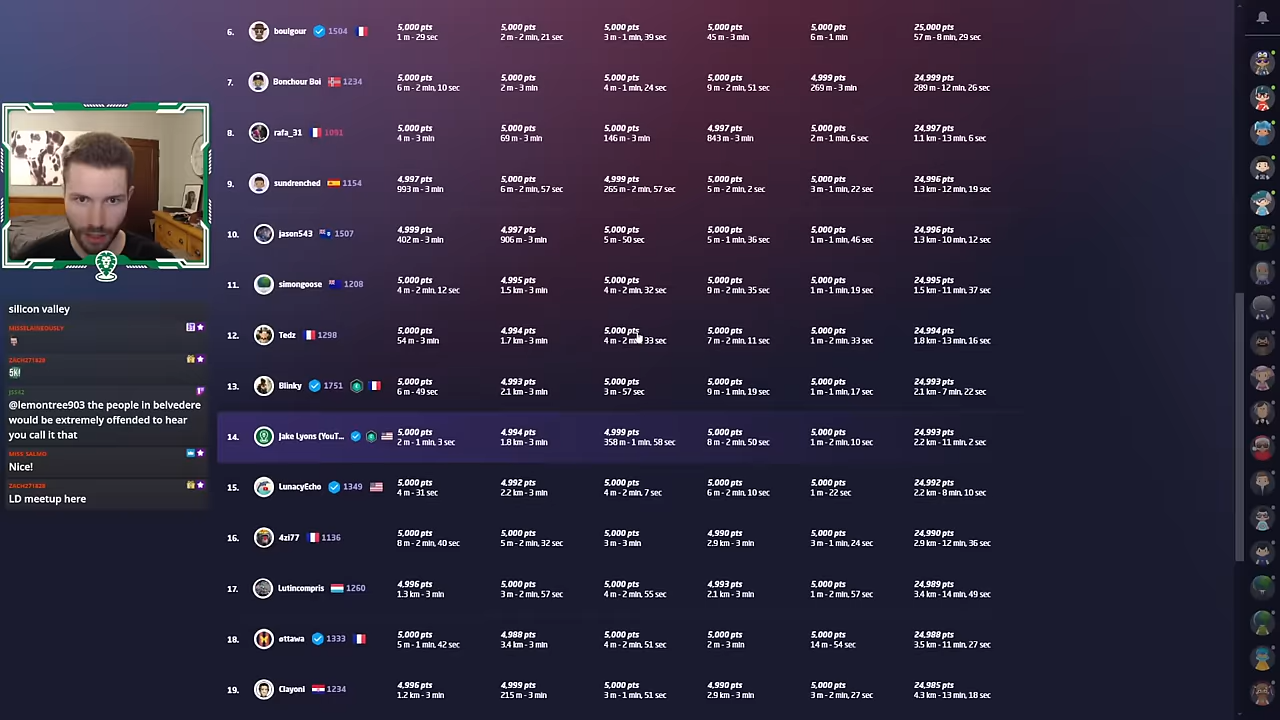 6. boulgour 1504 5,000 pts 5,000 pts 5,000 pts 5,000 pts 5,000 pts 25,000 pts
1 m - 29 sec 2 m - 2 min, 21 sec 3 m - 1 min, 39 sec 45 m - 3 min 6 m - 1 min 57 m - 8 min, 29 sec
7. Bonchour Boi 1234 5,000 pts 5,000 pts 5,000 pts 5,000 pts 4,999 pts 24,999 pts
6 m - 2 min, 10 sec 2 m - 3 min 4 m - 1 min, 24 sec 9 m - 2 min, 51 sec 269 m - 3 min 289 m - 12 min, 26 sec
8. rafa_31 1091 5,000 pts 5,000 pts 5,000 pts 4,997 pts 5,000 pts 24,997 pts
4 m - 3 min 69 m - 3 min 146 m - 3 min 843 m - 3 min 2 m - 1 min, 6 sec 1.1 km - 13 min, 6 sec
9. sundrenched 1154 4,997 pts 5,000 pts 4,999 pts 5,000 pts 5,000 pts 24,996 pts
993 m - 3 min 6 m - 2 min, 57 sec 265 m - 2 min, 57 sec 5 m - 2 min, 2 sec 3 m - 1 min, 22 sec 1.3 km - 12 min, 19 sec
10. jason543 1507 4,999 pts 4,997 pts 5,000 pts 5,000 pts 5,000 pts 24,996 pts
402 m - 3 min 906 m - 3 min 5 m - 50 sec 5 m - 1 min, 36 sec 1 m - 1 min, 46 sec 1.3 km - 10 min, 12 sec
11. simongoose 1208 5,000 pts 4,995 pts 5,000 pts 5,000 pts 5,000 pts 24,995 pts
4 m - 2 min, 12 sec 1.5 km - 3 min 4 m - 2 min, 32 sec 9 m - 2 min, 35 sec 1 m - 1 min, 19 sec 1.5 km - 11 min, 37 sec
12. Tedz 1298 5,000 pts 4,994 pts 5,000 pts 5,000 pts 5,000 pts 24,994 pts
54 m - 3 min 1.7 km - 3 min 4 m - 2 min, 33 sec 7 m - 2 min, 11 sec 1 m - 2 min, 33 sec 1.8 km - 13 min, 16 sec
13. Blinky 1751 5,000 pts 4,993 pts 5,000 pts 5,000 pts 5,000 pts 24,993 pts
6 m - 49 sec 2.1 km - 3 min 3 m - 57 sec 9 m - 1 min, 19 sec 1 m - 1 min, 17 sec 2.1 km - 7 min, 22 sec
14. Jake Lyons (YouT... 5,000 pts 4,994 pts 4,999 pts 5,000 pts 5,000 pts 24,993 pts
2 m - 1 min, 3 sec 1.8 km - 3 min 358 m - 1 min, 58 sec 8 m - 2 min, 50 sec 1 m - 2 min, 10 sec 2.2 km - 11 min, 2 sec
15. LunacyEcho 1349 5,000 pts 4,992 pts 5,000 pts 5,000 pts 5,000 pts 24,992 pts
4 m - 31 sec 2.2 km - 3 min 4 m - 2 min, 7 sec 6 m - 2 min, 10 sec 1 m - 22 sec 2.2 km - 8 min, 10 sec
16. 4zi77 1136 5,000 pts 5,000 pts 5,000 pts 4,990 pts 5,000 pts 24,990 pts
8 m - 2 min, 40 sec 5 m - 2 min, 32 sec 3 m - 3 min 2.9 km - 3 min 3 m - 1 min, 24 sec 2.9 km - 12 min, 36 sec
17. Lutincompris 1260 4,996 pts 5,000 pts 5,000 pts 4,993 pts 5,000 pts 24,989 pts
1.3 km - 3 min 3 m - 2 min, 57 sec 4 m - 2 min, 55 sec 2.1 km - 3 min 1 m - 2 min, 57 sec 3.4 km - 14 min, 49 sec
18. øttawa 1333 5,000 pts 4,988 pts 5,000 pts 5,000 pts 5,000 pts 24,988 pts
5 m - 1 min, 42 sec 3.4 km - 3 min 4 m - 2 min, 51 sec 2 m - 3 min 14 m - 54 sec 3.5 km - 11 min, 27 sec
19. Clayoni 1234 4,996 pts 4,999 pts 5,000 pts 4,990 pts 5,000 pts 24,985 pts
1.2 km - 3 min 215 m - 3 min 3 m - 1 min, 51 sec 2.9 km - 3 min 3 m - 2 min, 27 sec 4.3 km - 13 min, 18 sec
silicon valley
MISSELAINEOUSLY
ZACH271828
5K!
JSS42
@lemontree903 the people in belvedere
would be extremely offended to hear
you call it that
MISS_SALMO
Nice!
ZACH271828
LD meetup here